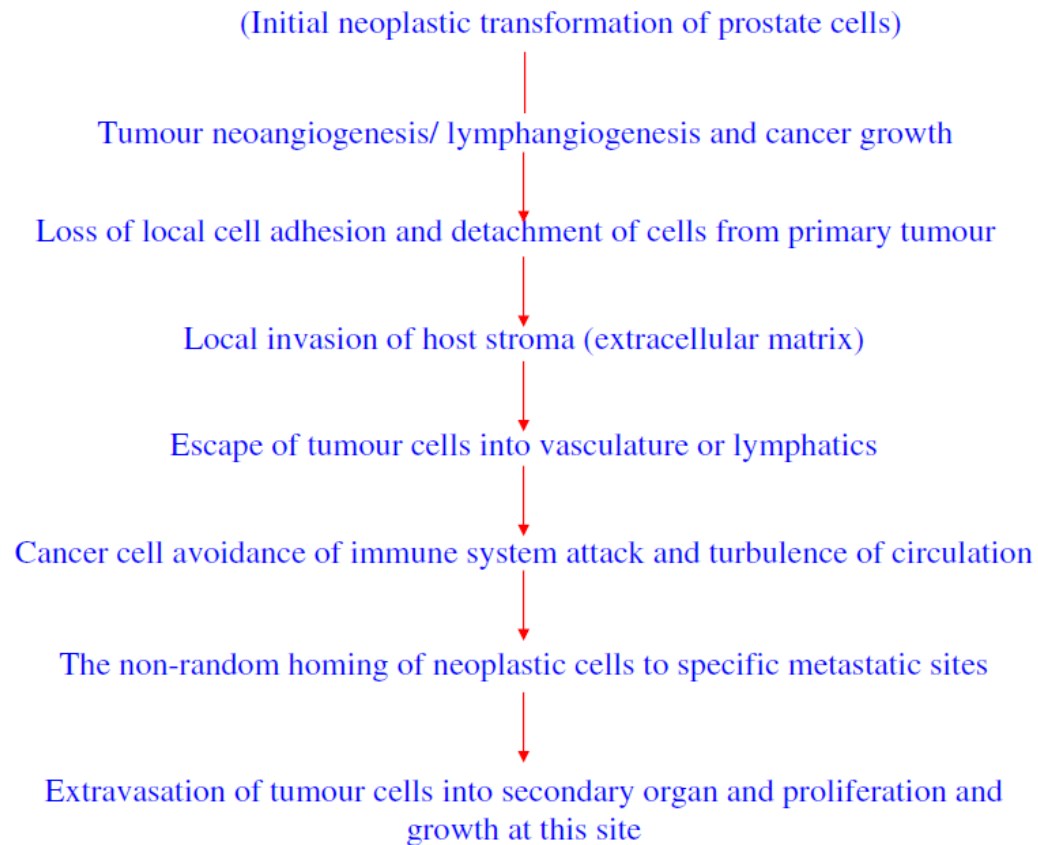 (Initial neoplastic transformation of prostate cells)
Tumour neoangiogenesis/ lymphangiogenesis and cancer growth
Loss of local cell adhesion and detachment of cells from primary tumour
Local invasion of host stroma (extracellular matrix)
Escape of tumour cells into vasculature or lymphatics
Cancer cell avoidance of immune system attack and turbulence of circulation
The non-random homing of neoplastic cells to specific metastatic sites
Extravasation of tumour cells into secondary organ and proliferation and
growth at this site